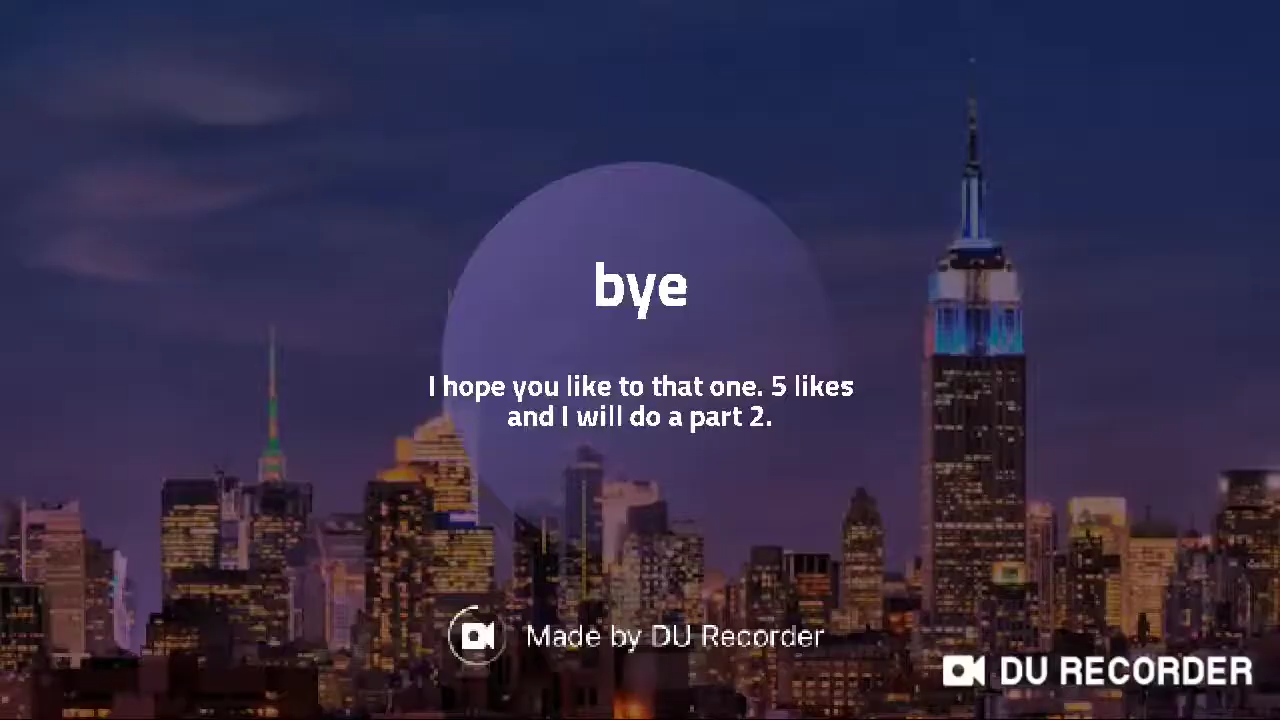 bye
I hope you like to that one. 5 likes
and I will do a part 2.
Made by DU Recorder
DU RECORDER